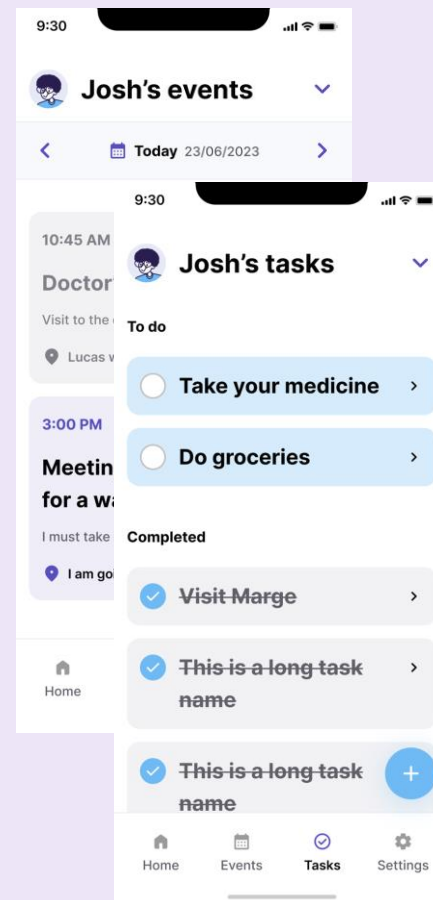 9:30
Josh's events
Today 23/06/2023
10:45 AM
Doctor'
Visit to the
Lucas w
3:00 PM
Meetin
for a wa
I must take
I am goi
Home
9:30
Josh's tasks
To do
Take your medicine
Do groceries
Completed
Visit Marge
This is a long task
name
This is a long task
name
Home Events Tasks Settings